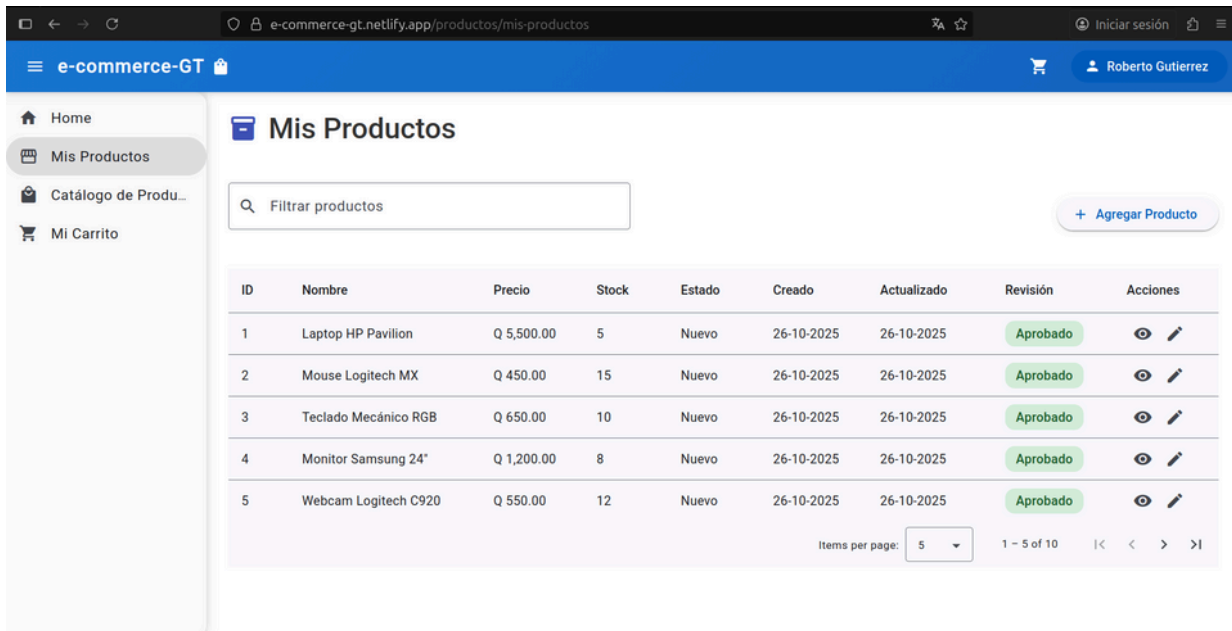 e-commerce-gt.netlify.app/productos/mis-productos
Iniciar sesión
e-commerce-GT
Roberto Gutierrez
Home
Mis Productos
Catálogo de Produ...
Mi Carrito
Mis Productos
Filtrar productos
+ Agregar Producto
ID Nombre Precio Stock Estado Creado Actualizado Revisión Acciones
1 Laptop HP Pavilion Q 5,500.00 5 Nuevo 26-10-2025 26-10-2025 Aprobado
2 Mouse Logitech MX Q 450.00 15 Nuevo 26-10-2025 26-10-2025 Aprobado
3 Teclado Mecánico RGB Q 650.00 10 Nuevo 26-10-2025 26-10-2025 Aprobado
4 Monitor Samsung 24" Q 1,200.00 8 Nuevo 26-10-2025 26-10-2025 Aprobado
5 Webcam Logitech C920 Q 550.00 12 Nuevo 26-10-2025 26-10-2025 Aprobado
Items per page: 5 1 – 5 of 10